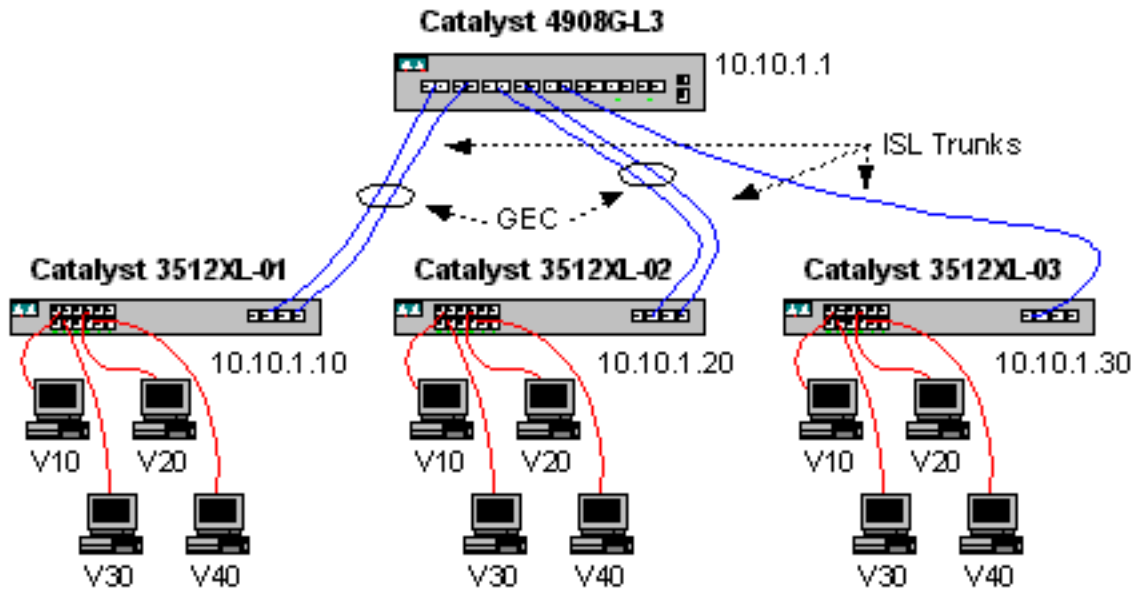 Catalyst 4908G-L3
10.10.1.1
ISL Trunks
GEC
Catalyst 3512XL-01
Catalyst 3512XL-02
Catalyst 3512XL-03
10.10.1.10
10.10.1.20
10.10.1.30
V10
V20
V10
V20
V10
V20
V30
V40
V30
V40
V30
V40